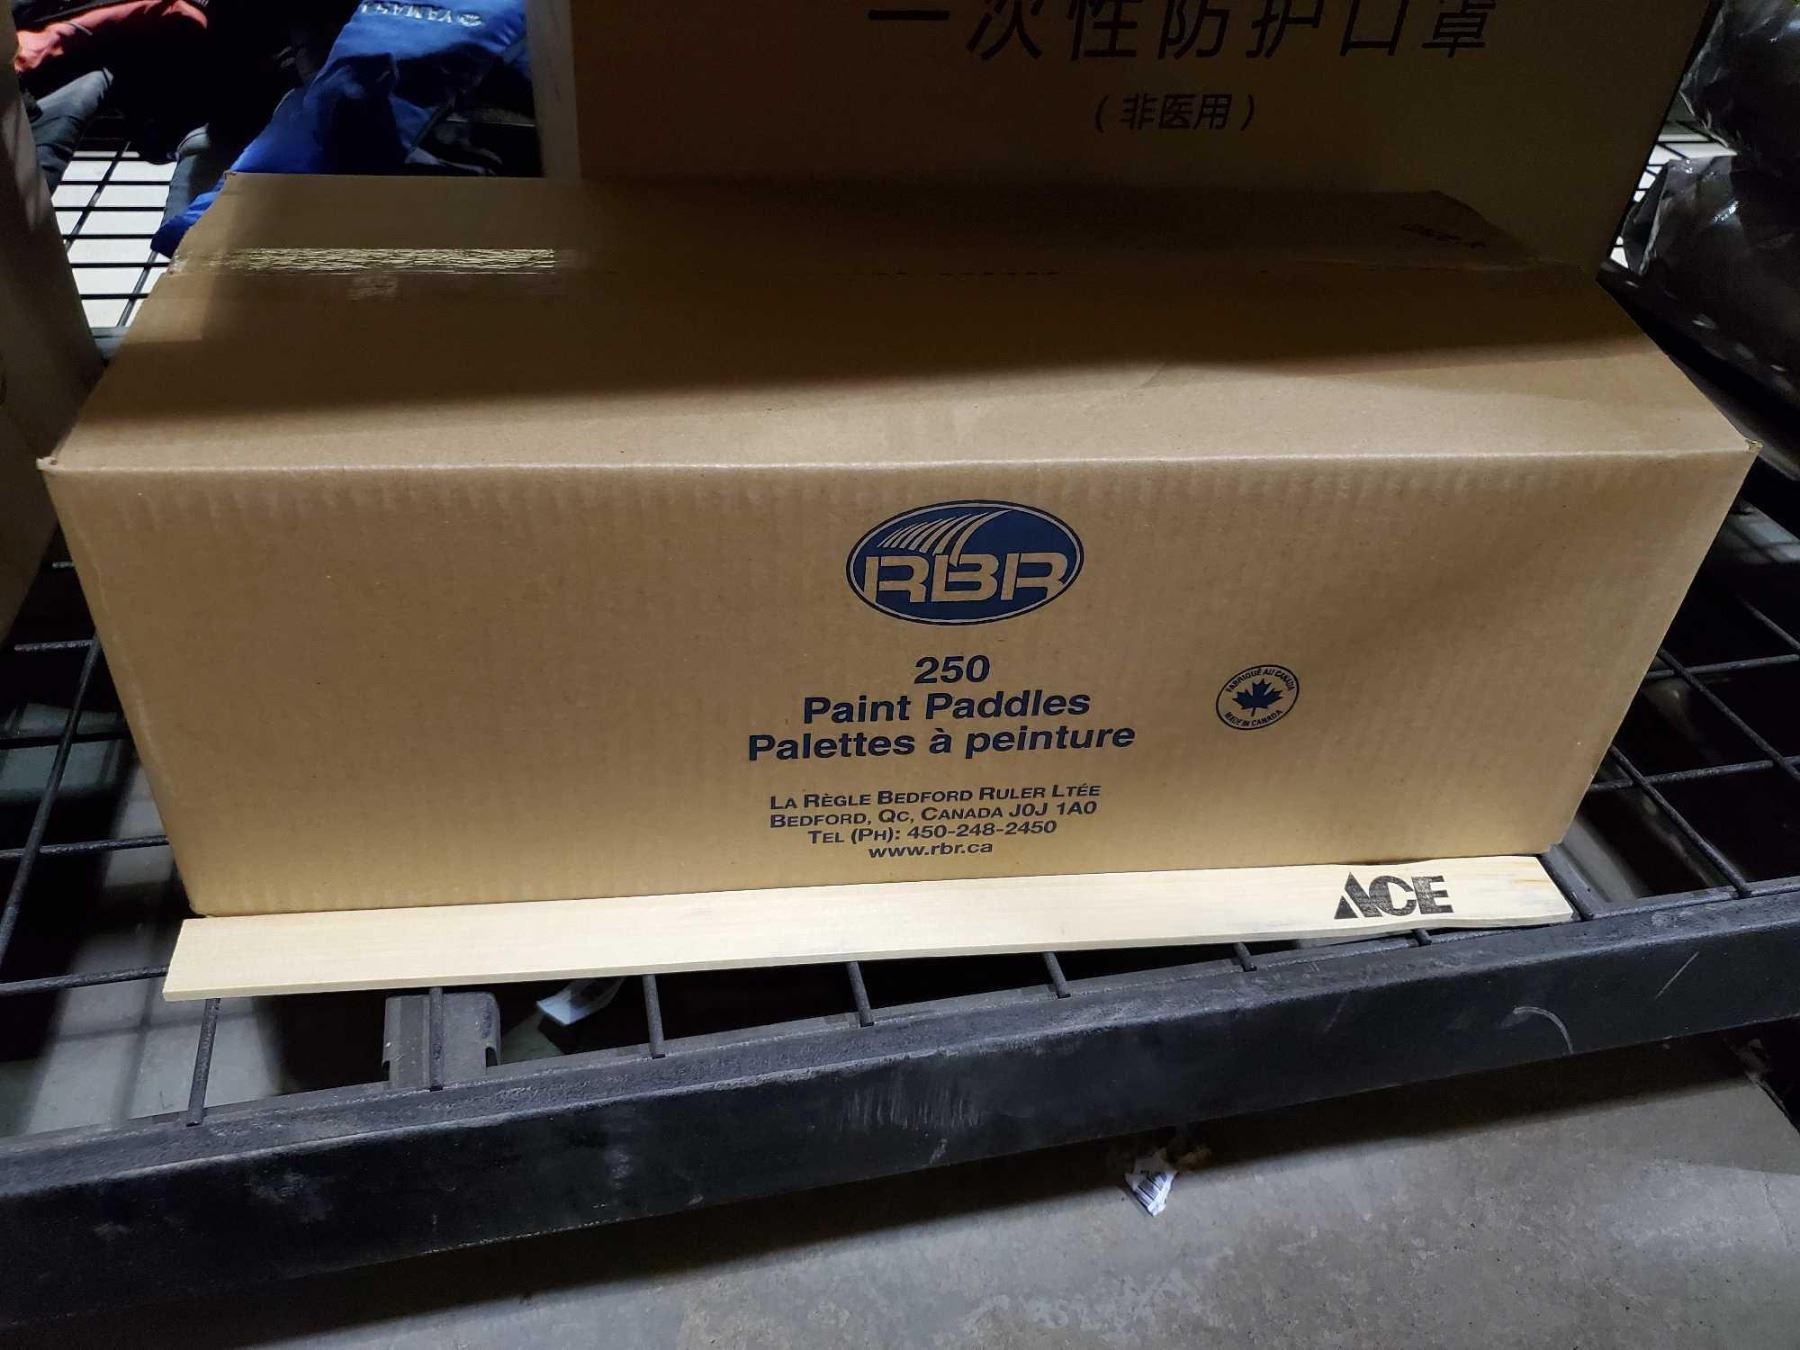 YAMAS
一次性防护口罩
(非医用)
RBR
250
Paint Paddles
Palettes à peinture
FABRIQUÉ AU CANADA
MADE IN CANADA
LA RÈGLE BEDFORD RULER LTÉE
BEDFORD, QC, CANADA J0J 1A0
TEL (PH): 450-248-2450
www.rbr.ca
ACE